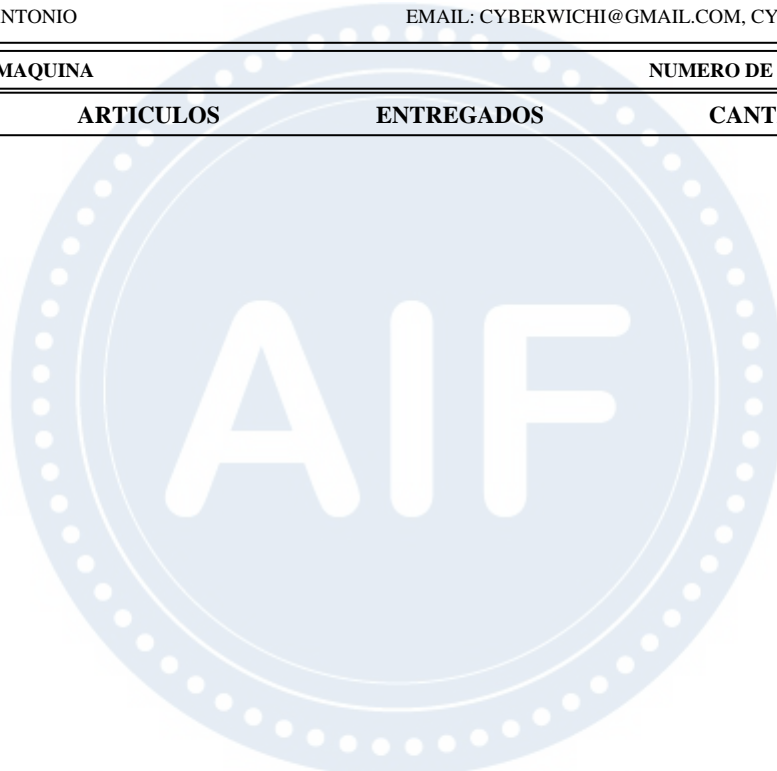 NTONIO EMAIL: CYBERWICHI@GMAIL.COM, CY
MAQUINA NUMERO DE
ARTICULOS ENTREGADOS CANT
AIF